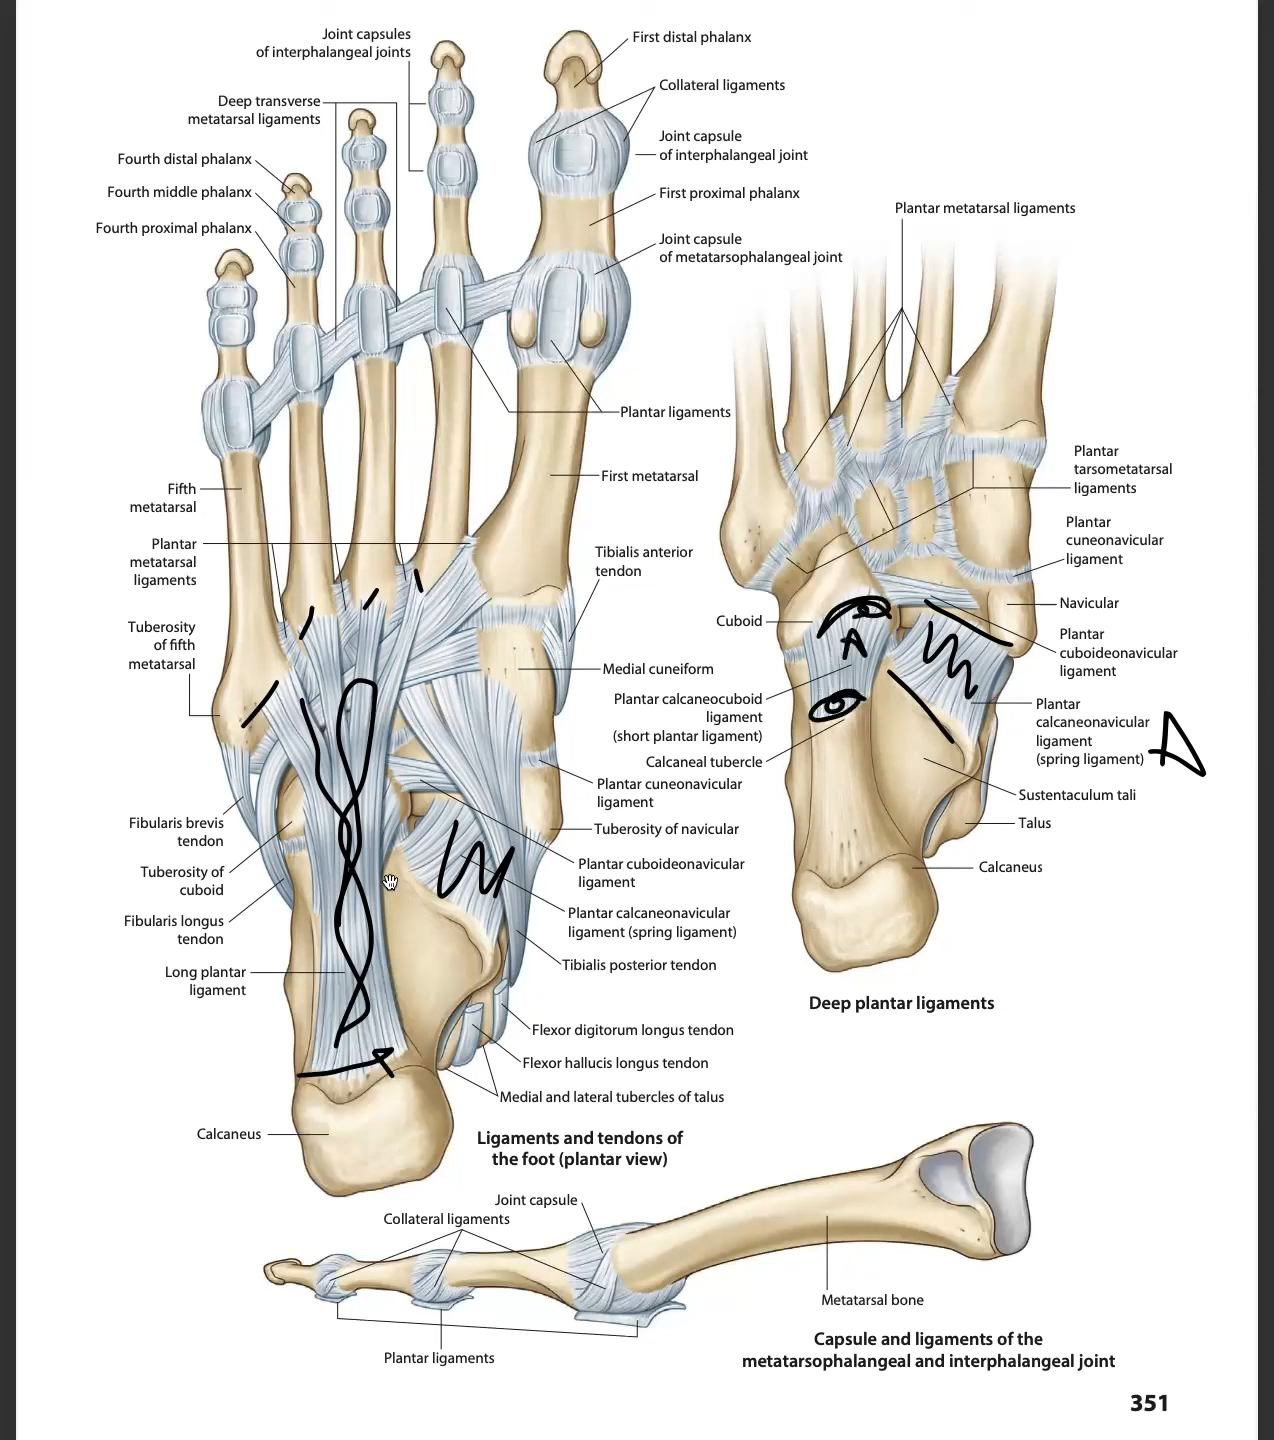 Joint capsules
of interphalangeal joints
First distal phalanx
Collateral ligaments
Deep transverse
metatarsal ligaments
Joint capsule
of interphalangeal joint
Fourth distal phalanx
Fourth middle phalanx
First proximal phalanx
Fourth proximal phalanx
Joint capsule
of metatarsophalangeal joint
Plantar ligaments
First metatarsal
Fifth
metatarsal
Plantar
metatarsal
ligaments
Tibialis anterior
tendon
Tuberosity
of fifth
metatarsal
Medial cuneiform
Plantar cuneonavicular
ligament
Fibularis brevis
tendon
Tuberosity of navicular
Tuberosity of
cuboid
Plantar cuboideonavicular
ligament
Fibularis longus
tendon
Plantar calcaneonavicular
ligament (spring ligament)
Long plantar
ligament
Tibialis posterior tendon
Flexor digitorum longus tendon
Flexor hallucis longus tendon
Medial and lateral tubercles of talus
Calcaneus
Ligaments and tendons of
the foot (plantar view)
Plantar metatarsal ligaments
Plantar
tarsometatarsal
ligaments
Plantar
cuneonavicular
ligament
Navicular
Cuboid
A
Plantar
cuboideonavicular
ligament
Plantar calcaneocuboid
ligament
(short plantar ligament)
Plantar
calcaneonavicular
ligament
(spring ligament)
Calcaneal tubercle
Sustentaculum tali
Talus
Calcaneus
Deep plantar ligaments
Joint capsule
Collateral ligaments
Metatarsal bone
Plantar ligaments
Capsule and ligaments of the
metatarsophalangeal and interphalangeal joint
351